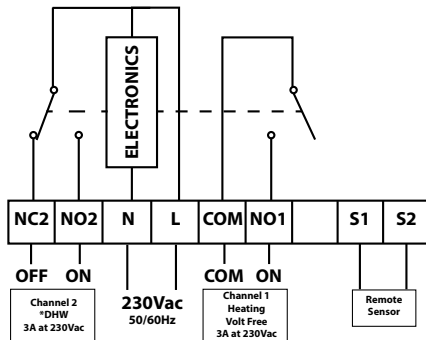 ELECTRONICS
NC2 NO2 N L COM NO1 S1 S2
OFF ON COM ON
Channel 2
*DHW
3A at 230Vac
230Vac
50/60Hz
Channel 1
Heating
Volt Free
3A at 230Vac
Remote
Sensor